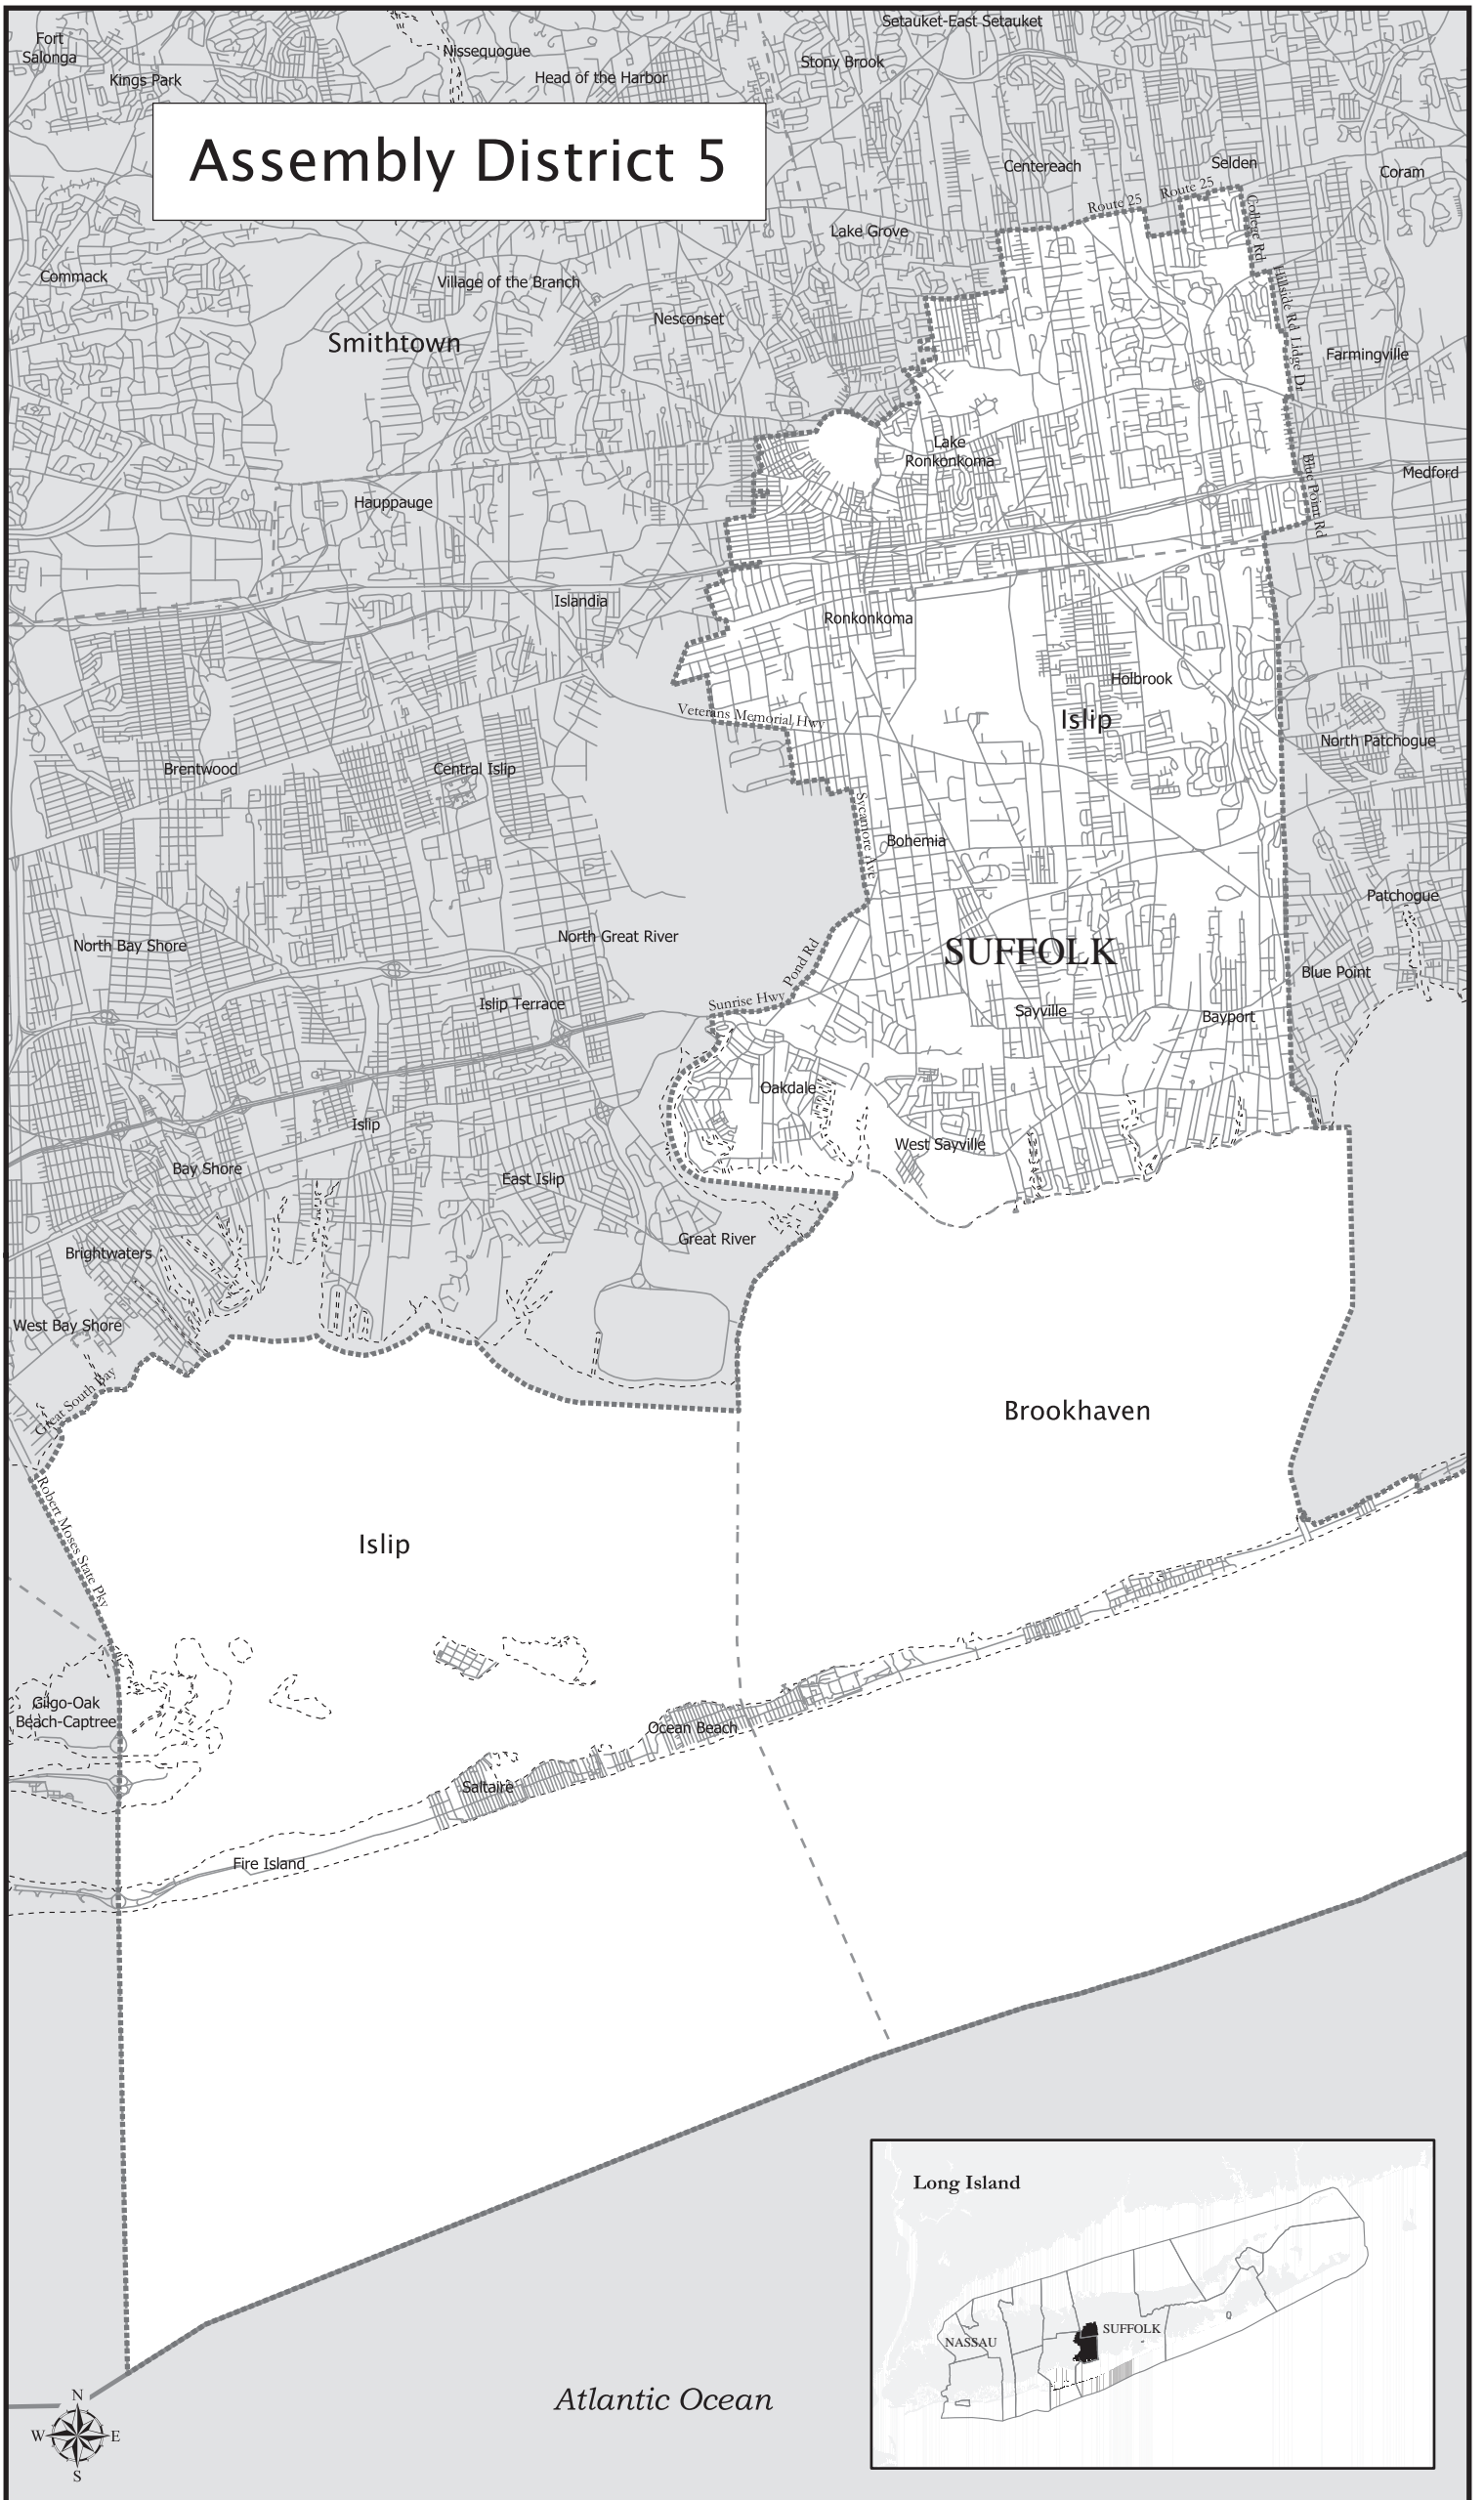 Setauket-East Setauket
Fort
Salonga
Nissequogue
Stony Brook
Kings Park
Head of the Harbor
Assembly District 5
Centereach
Selden
Coram
Route 25
Route 25
College Rd
Lake Grove
Commack
Village of the Branch
Hillside Rd
Nesconset
Smithtown
Lidge Dr
Farmingville
Lake
Ronkonkoma
Medford
Blue Point Rd
Hauppauge
Islandia
Ronkonkoma
Holbrook
Veterans Memorial Hwy
Islip
North Patchogue
Brentwood
Central Islip
Sycamore Ave
Bohemia
Patchogue
North Great River
North Bay Shore
SUFFOLK
Pond Rd
Blue Point
Sunrise Hwy
Islip Terrace
Sayville
Bayport
Oakdale
Islip
West Sayville
Bay Shore
East Islip
Great River
Brightwaters
West Bay Shore
Great South Bay
Brookhaven
Robert Moses State Pky
Islip
Gilgo-Oak
Beach-Captree
Ocean Beach
Saltaire
Fire Island
Long Island
SUFFOLK
NASSAU
Atlantic Ocean
N
W E
S